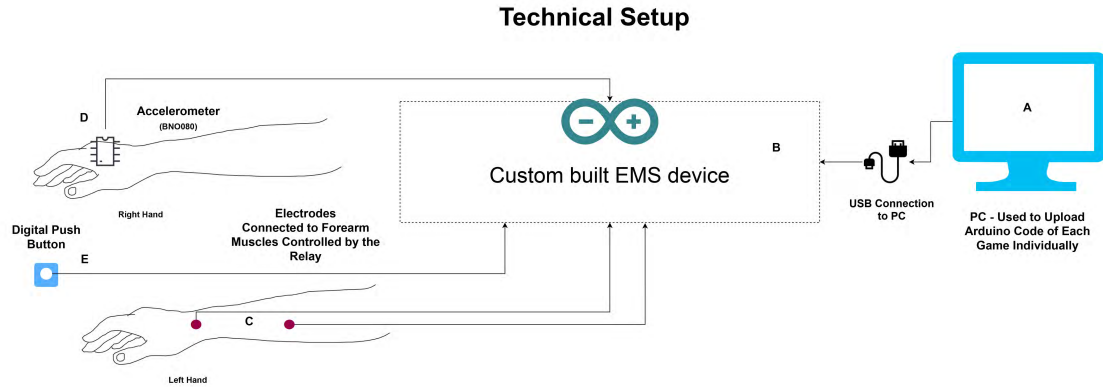 Technical Setup
D
Accelerometer
(BNO080)
Right Hand
Digital Push
Button
E
Electrodes
Connected to Forearm
Muscles Controlled by the
Relay
C
Left Hand
B
Custom built EMS device
USB Connection
to PC
A
PC - Used to Upload
Arduino Code of Each
Game Individually